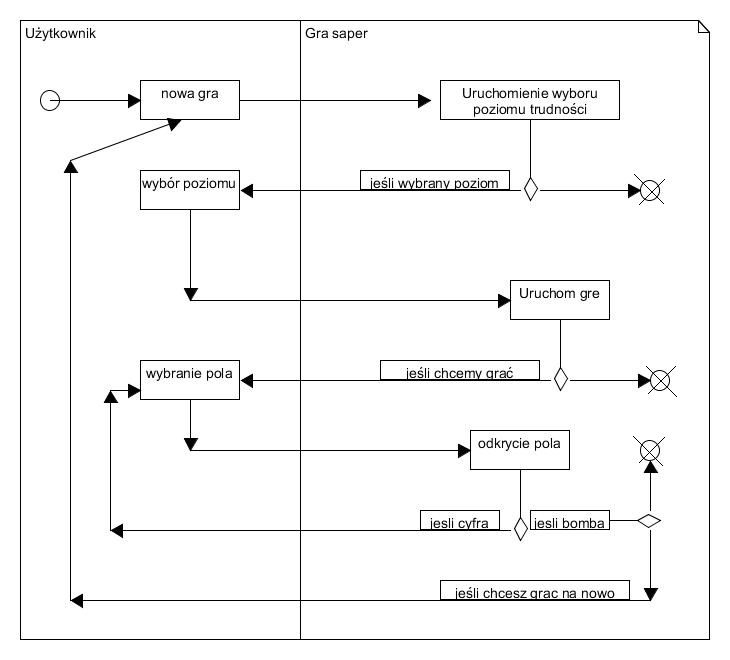 Użytkownik
Gra saper
nowa gra
Uruchomienie wyboru
poziomu trudności
wybór poziomu
jeśli wybrany poziom
Uruchom gre
wybranie pola
jeśli chcemy grać
odkrycie pola
jesli cyfra
jesli bomba
jeśli chcesz grac na nowo